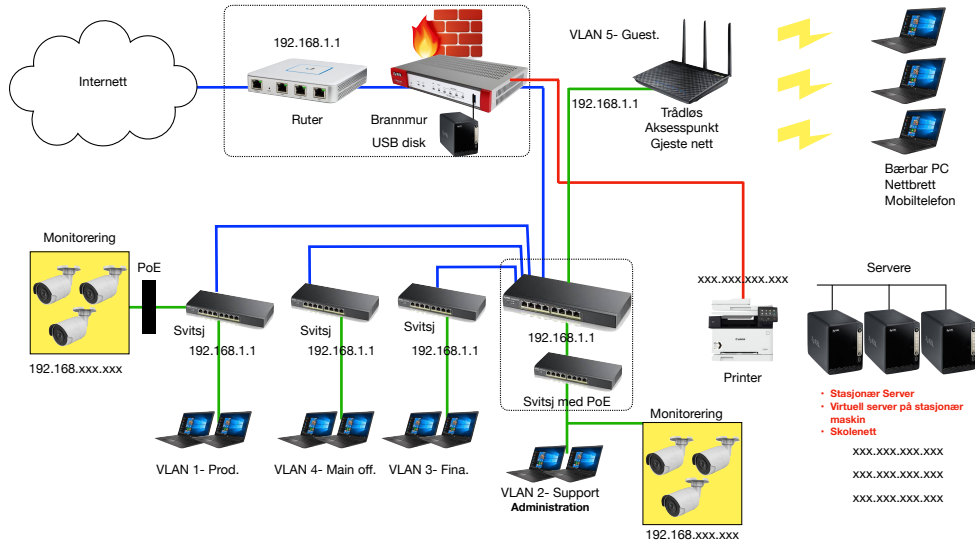 VLAN 5- Guest.
192.168.1.1
Internett
192.168.1.1
Ruter
Brannmur
USB disk
Trådløs
Aksesspunkt
Gjeste nett
Bærbar PC
Nettbrett
Mobiltelefon
Monitorering
PoE
Svitsj
Svitsj
Svitsj
192.168.1.1
192.168.1.1
192.168.1.1
192.168.1.1
192.168.xxx.xxx
xxx.xxx.xxx.xxx
Servere
Printer
Svitsj med PoE
• Stasjonær Server
• Virtuell server på stasjonær
maskin
• Skolenett
Monitorering
xxx.xxx.xxx.xxx
xxx.xxx.xxx.xxx
xxx.xxx.xxx.xxx
VLAN 1- Prod.
VLAN 4- Main off.
VLAN 3- Fina.
VLAN 2- Support
Administration
192.168.xxx.xxx